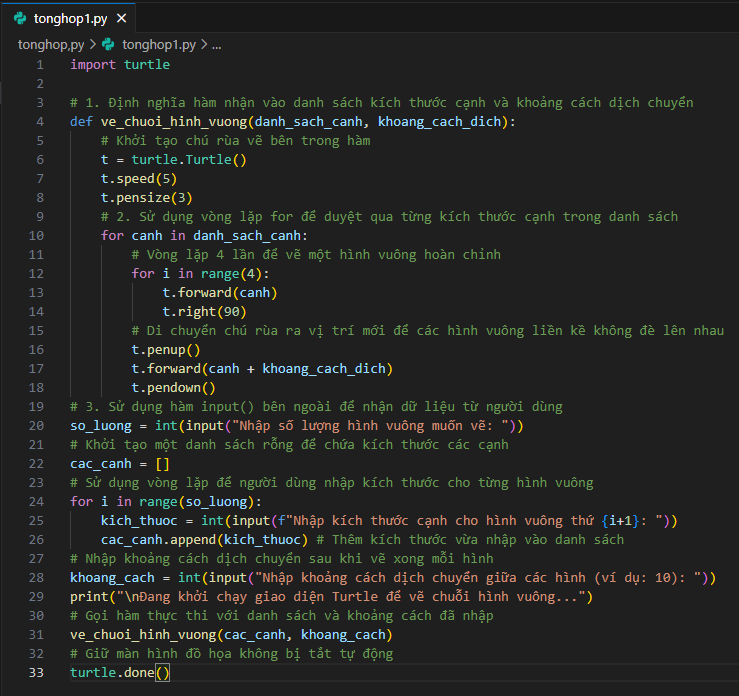 tonghop1.py
tonghop,py > tonghop1.py > ...
1 import turtle
2
3 # 1. Định nghĩa hàm nhận vào danh sách kích thước cạnh và khoảng cách dịch chuyển
4 def ve_chuoi_hinh_vuong(danh_sach_canh, khoang_cach_dich):
5     # Khởi tạo chú rùa vẽ bên trong hàm
6     t = turtle.Turtle()
7     t.speed(5)
8     t.pensize(3)
9     # 2. Sử dụng vòng lặp for để duyệt qua từng kích thước cạnh trong danh sách
10     for canh in danh_sach_canh:
11         # Vòng lặp 4 lần để vẽ một hình vuông hoàn chỉnh
12         for i in range(4):
13             t.forward(canh)
14             t.right(90)
15         # Di chuyển chú rùa ra vị trí mới để các hình vuông liền kề không đè lên nhau
16         t.penup()
17         t.forward(canh + khoang_cach_dich)
18         t.pendown()
19 # 3. Sử dụng hàm input() bên ngoài để nhận dữ liệu từ người dùng
20 so_luong = int(input("Nhập số lượng hình vuông muốn vẽ: "))
21 # Khởi tạo một danh sách rỗng để chứa kích thước các cạnh
22 cac_canh = []
23 # Sử dụng vòng lặp để người dùng nhập kích thước cho từng hình vuông
24 for i in range(so_luong):
25     kich_thuoc = int(input(f"Nhập kích thước cạnh cho hình vuông thứ {i+1}: "))
26     cac_canh.append(kich_thuoc) # Thêm kích thước vừa nhập vào danh sách
27 # Nhập khoảng cách dịch chuyển sau khi vẽ xong mỗi hình
28 khoang_cach = int(input("Nhập khoảng cách dịch chuyển giữa các hình (ví dụ: 10): "))
29 print("\nĐang khởi chạy giao diện Turtle để vẽ chuỗi hình vuông...")
30 # Gọi hàm thực thi với danh sách và khoảng cách đã nhập
31 ve_chuoi_hinh_vuong(cac_canh, khoang_cach)
32 # Giữ màn hình đồ họa không bị tắt tự động
33 turtle.done()